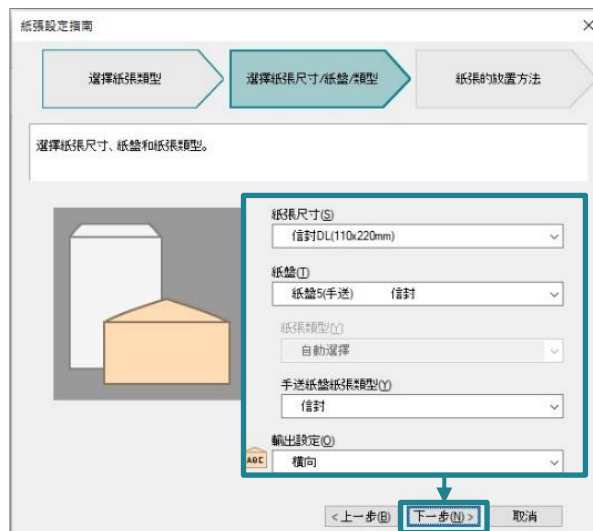 紙張設定指南
選擇紙張類型
選擇紙張尺寸/紙盤/類型
紙張的放置方法
選擇紙張尺寸、紙盤和紙張類型。
紙張尺寸(S)
信封DL(110x220mm)
紙盤(T)
紙盤5(手送) 信封
紙張類型(Y)
自動選擇
手送紙盤紙張類型(Y)
信封
輸出設定(O)
ABC
橫向
<上一步(B)
下一步(N)>
取消